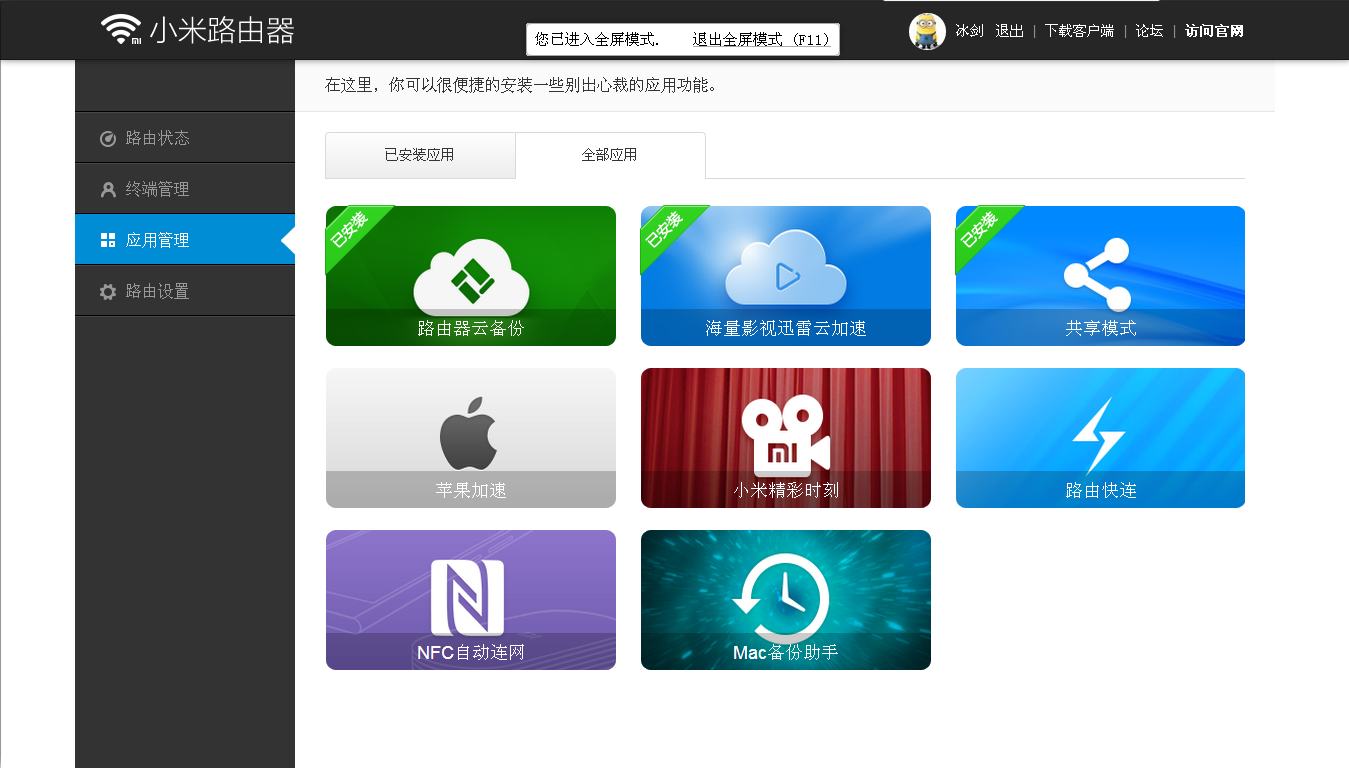 小米路由器
您已进入全屏模式. 退出全屏模式 (F11)
冰剑 退出 | 下载客户端 | 论坛 | 访问官网
在这里，你可以很便捷的安装一些别出心裁的应用功能。
路由状态
终端管理
应用管理
路由设置
已安装应用 全部应用
已安装
路由器云备份
已安装
海量影视迅雷云加速
已安装
共享模式
苹果加速
MI
小米精彩时刻
路由快连
NFC自动连网
Mac备份助手